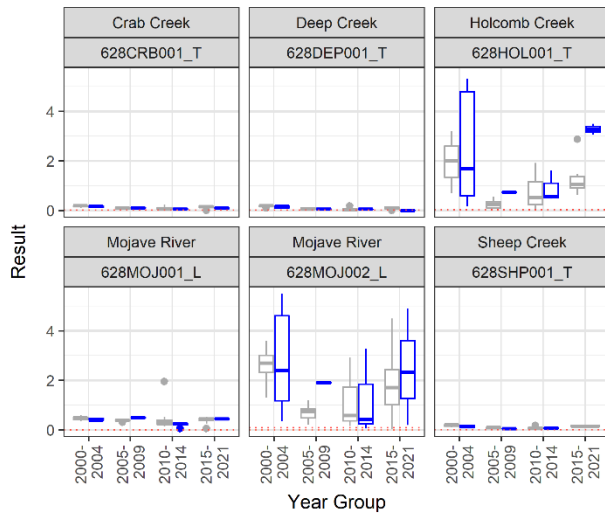 Crab Creek
Deep Creek
Holcomb Creek
628CRB001_T
628DEP001_T
628HOL001_T
4
2
0
Mojave River
Mojave River
Sheep Creek
628MOJ001_L
628MOJ002_L
628SHP001_T
4
2
0
Result
2000-
2004
2005-
2009
2010-
2014
2015-
2021
2000-
2004
2005-
2009
2010-
2014
2015-
2021
2000-
2004
2005-
2009
2010-
2014
2015-
2021
Year Group